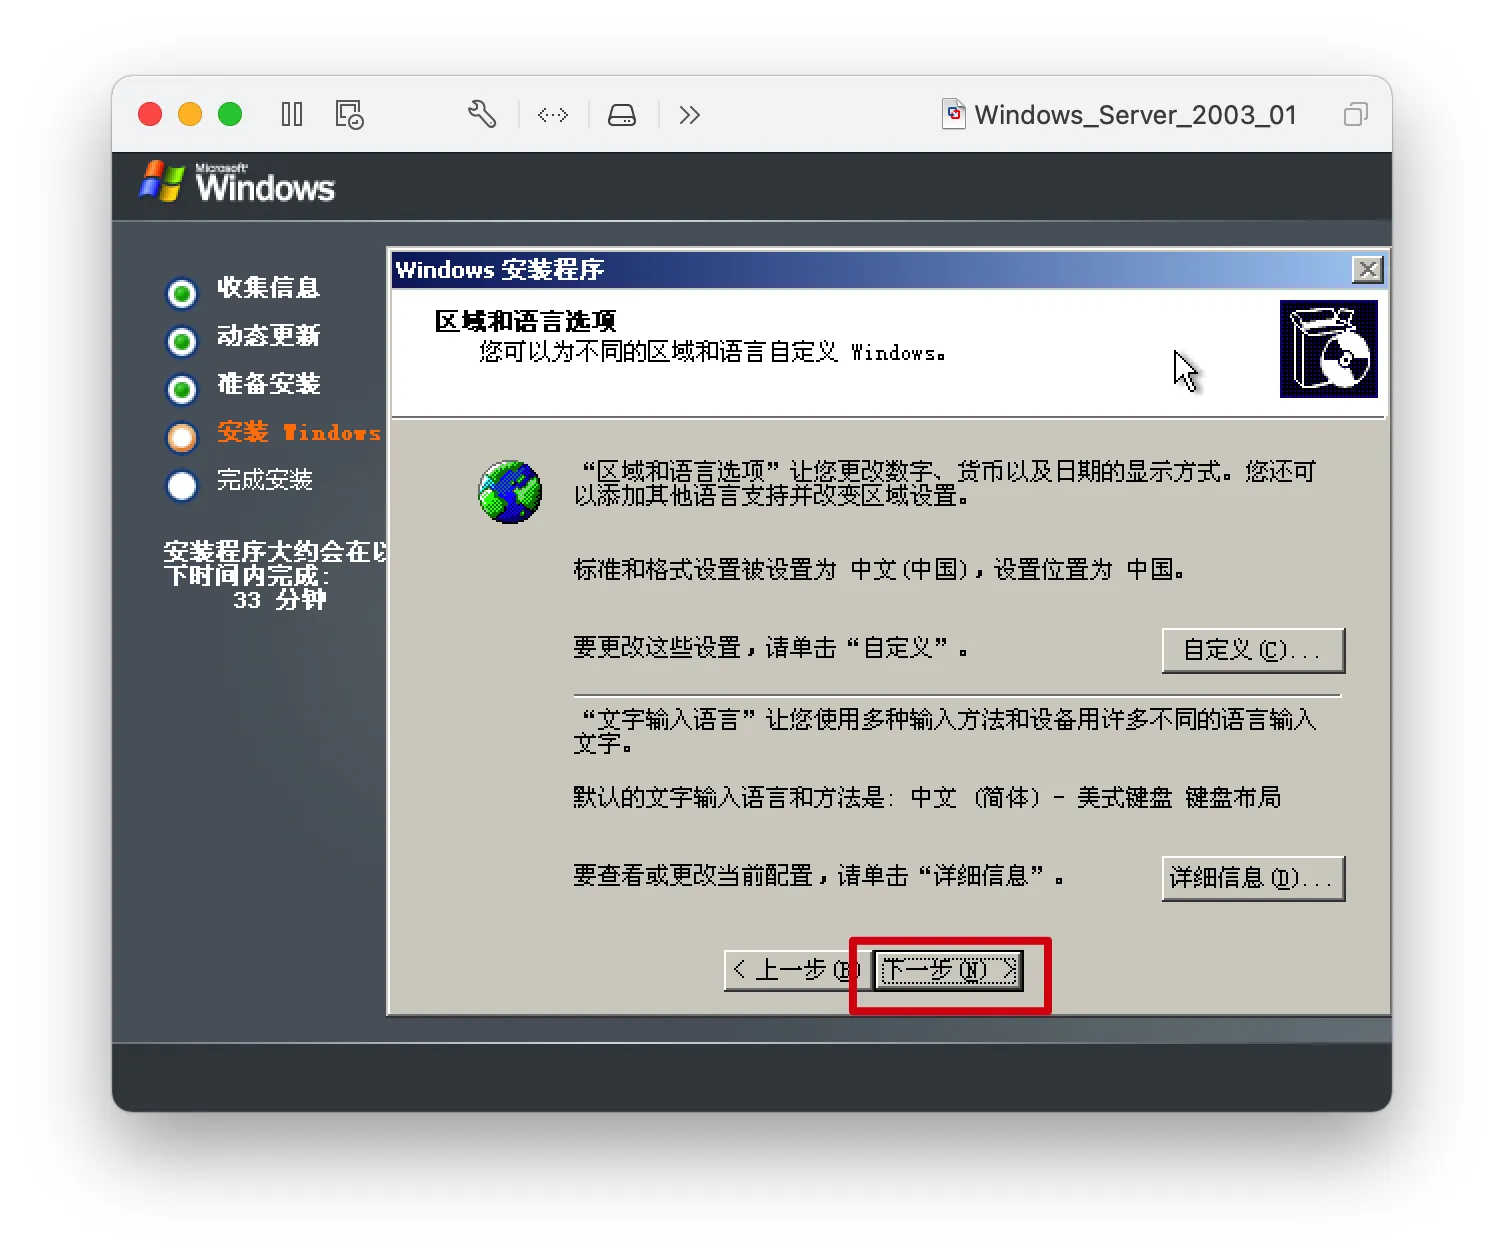 Windows_Server_2003_01
Microsoft
Windows
收集信息
动态更新
准备安装
安装 Windows
完成安装
安装程序大约会在以
下时间内完成:
33 分钟
Windows 安装程序
区域和语言选项
您可以为不同的区域和语言自定义 Windows。
“区域和语言选项”让您更改数字、货币以及日期的显示方式。您还可
以添加其他语言支持并改变区域设置。
标准和格式设置被设置为 中文(中国)，设置位置为 中国。
要更改这些设置，请单击“自定义”。
自定义(C)...
“文字输入语言”让您使用多种输入方法和设备用许多不同的语言输入
文字。
默认的文字输入语言和方法是: 中文 (简体) - 美式键盘 键盘布局
要查看或更改当前配置，请单击“详细信息”。
详细信息(D)...
< 上一步(B)
下一步(N) >